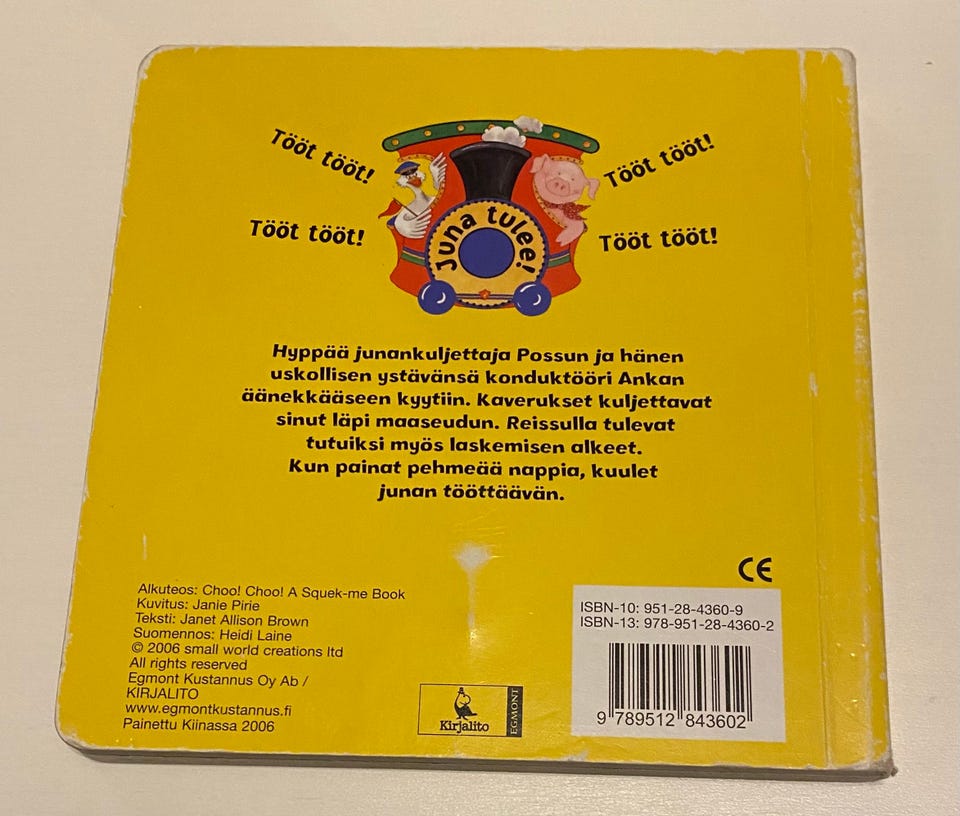 Tööt tööt!
Tööt tööt!
Tööt tööt!
Tööt tööt!
Juna tulee!
Hyppää junankuljettaja Possun ja hänen
uskollisen ystävänsä konduktööri Ankan
äänekkääseen kyytiin. Kaverukset kuljettavat
sinut läpi maaseudun. Reissulla tulevat
tutuiksi myös laskemisen alkeet.
Kun painat pehmeää nappia, kuulet
junan tööttäävän.
CE
Alkuteos: Choo! Choo! A Squek-me Book
Kuvitus: Janie Pirie
Teksti: Janet Allison Brown
Suomennos: Heidi Laine
© 2006 small world creations ltd
All rights reserved
Egmont Kustannus Oy Ab /
KIRJALITO
www.egmontkustannus.fi
Painettu Kiinassa 2006
Kirjalito
EGMONT
ISBN-10: 951-28-4360-9
ISBN-13: 978-951-28-4360-2
9 789512 843602